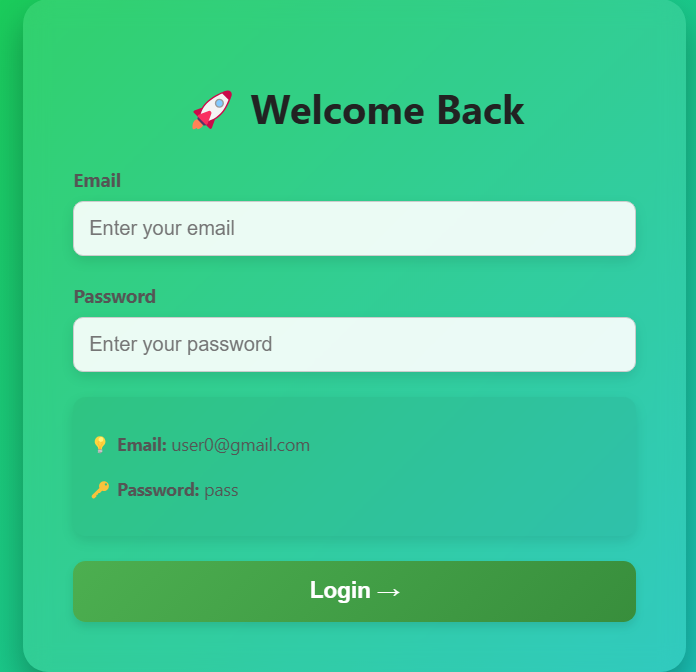 🚀 Welcome Back
Email
Enter your email
Password
Enter your password
💡 Email: user0@gmail.com
🔑 Password: pass
Login →